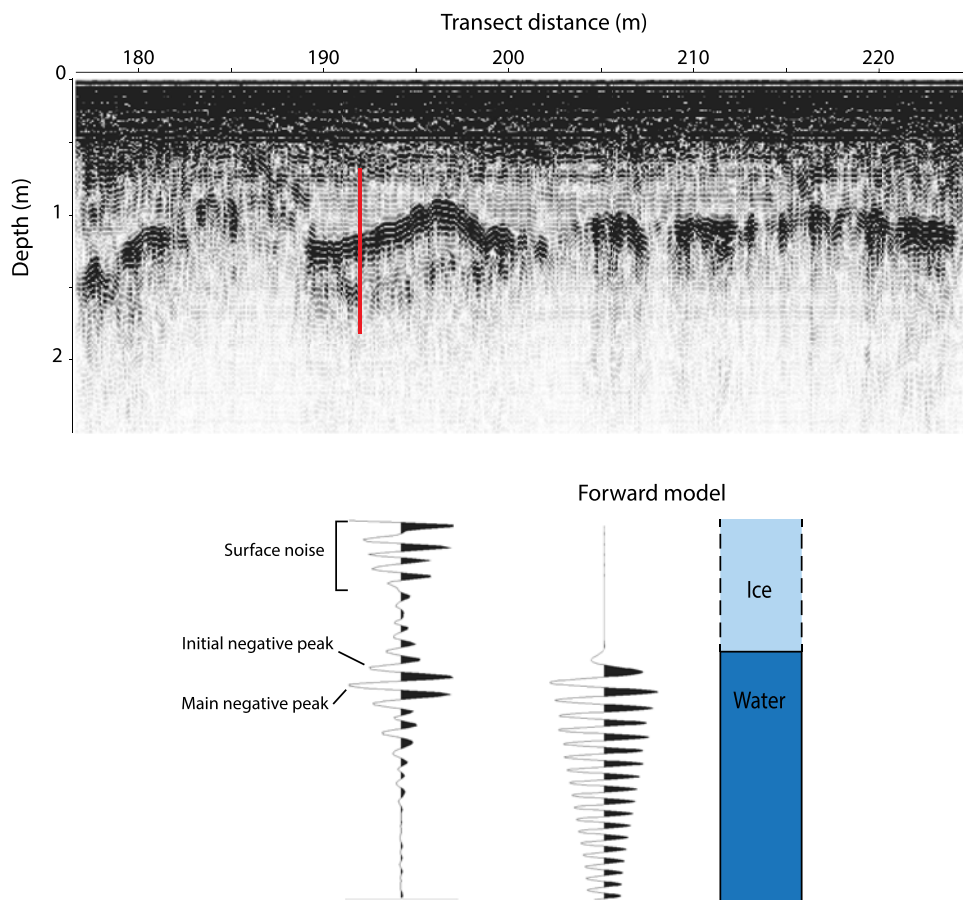 Transect distance (m)
180 190 200 210 220
0
1
2
Depth (m)
Forward model
Surface noise
Initial negative peak
Main negative peak
Ice
Water